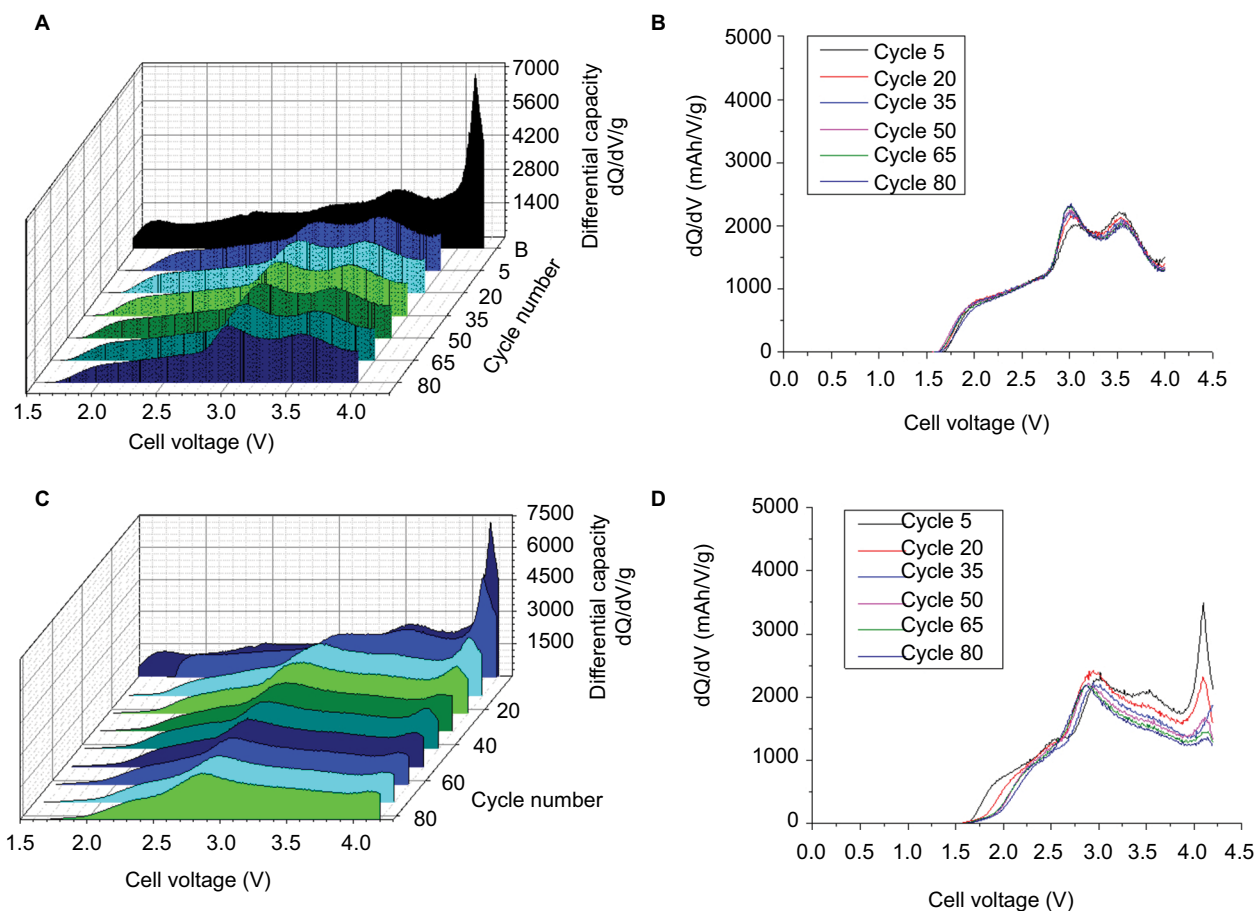 A
7000
5600
4200
2800
1400
Differential capacity
dQ/dV/g
B
5
20
35
50
65
80
Cycle number
1.5
2.0
2.5
3.0
3.5
4.0
Cell voltage (V)
B
5000
4000
3000
2000
1000
0
dQ/dV (mAh/V/g)
Cycle 5
Cycle 20
Cycle 35
Cycle 50
Cycle 65
Cycle 80
0.0 0.5 1.0 1.5 2.0 2.5 3.0 3.5 4.0 4.5
Cell voltage (V)
C
7500
6000
4500
3000
1500
Differential capacity
dQ/dV/g
20
40
60
80
Cycle number
1.5
2.0
2.5
3.0
3.5
4.0
Cell voltage (V)
D
5000
4000
3000
2000
1000
0
dQ/dV (mAh/V/g)
Cycle 5
Cycle 20
Cycle 35
Cycle 50
Cycle 65
Cycle 80
0.0 0.5 1.0 1.5 2.0 2.5 3.0 3.5 4.0 4.5
Cell voltage (V)